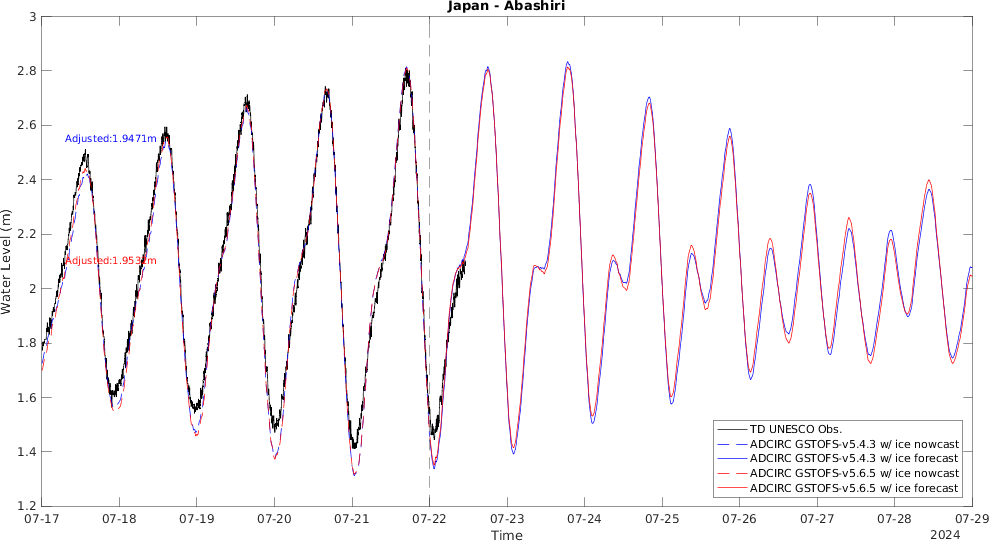 Japan - Abashiri
3
2.8
2.6
2.4
2.2
2
1.8
1.6
1.4
1.2
Water Level (m)
Adjusted:1.9471m
TD UNESCO Obs.
ADCIRC GSTOFS-v5.4.3 w/ ice nowcast
ADCIRC GSTOFS-v5.4.3 w/ ice forecast
ADCIRC GSTOFS-v5.6.5 w/ ice nowcast
ADCIRC GSTOFS-v5.6.5 w/ ice forecast
07-17 07-18 07-19 07-20 07-21 07-22 07-23 07-24 07-25 07-26 07-27 07-28 07-29
Time
2024